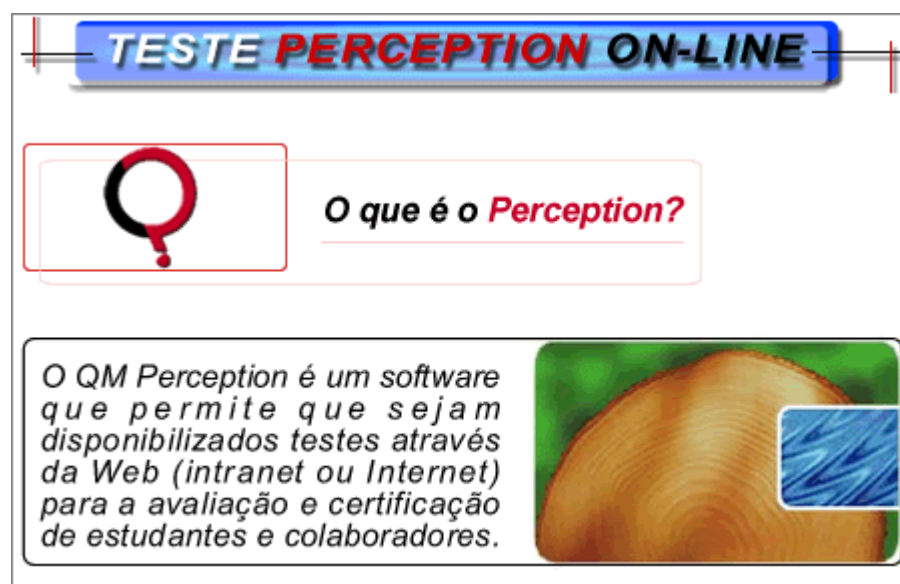 TESTE PERCEPTION ON-LINE
O que é o Perception?
O QM Perception é um software
que permite que sejam
disponibilizados testes através
da Web (intranet ou Internet)
para a avaliação e certificação
de estudantes e colaboradores.